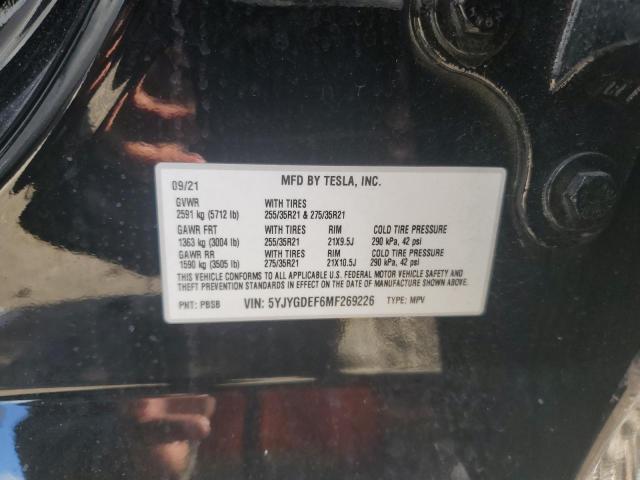 09/21 MFD BY TESLA, INC.
GVWR WITH TIRES
2591 kg (5712 lb) 255/35R21 & 275/35R21
GAWR FRT WITH TIRES RIM COLD TIRE PRESSURE
1363 kg (3004 lb) 255/35R21 21X9.5J 290 kPa, 42 psi
GAWR RR WITH TIRES RIM COLD TIRE PRESSURE
1590 kg (3505 lb) 275/35R21 21X10.5J 290 kPa, 42 psi
THIS VEHICLE CONFORMS TO ALL APPLICABLE U.S. FEDERAL MOTOR VEHICLE SAFETY AND
THEFT PREVENTION STANDARDS IN EFFECT ON THE DATE OF MANUFACTURE SHOWN ABOVE.
PNT: PBSB VIN: 5YJYGDEF6MF269226 TYPE: MPV